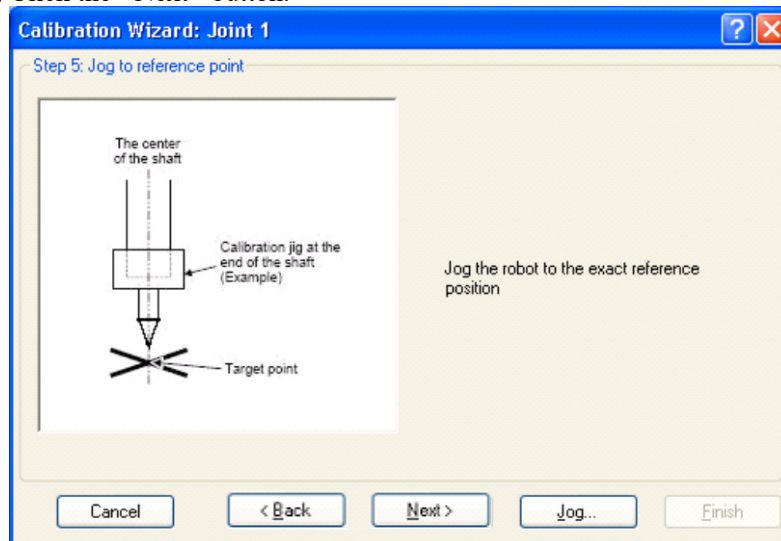 Calibration Wizard: Joint 1
Step 5: Jog to reference point
The center
of the shaft
Calibration jig at the
end of the shaft
(Example)
Jog the robot to the exact reference
position
Target point
Cancel
< Back
Next >
Jog...
Finish